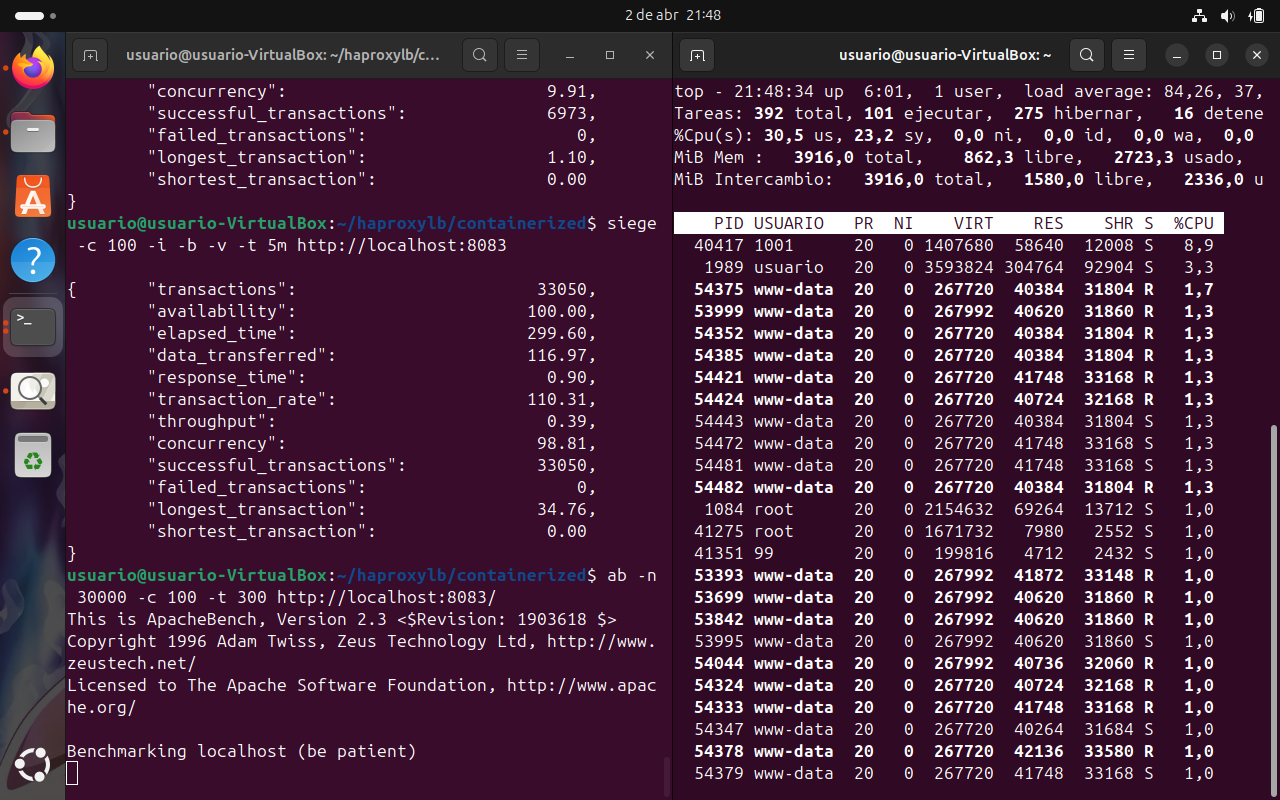 2 de abr 21:48
usuario@usuario-VirtualBox: ~/haproxylb/c...
"concurrency": 9.91,
"successful_transactions": 6973,
"failed_transactions": 0,
"longest_transaction": 1.10,
"shortest_transaction": 0.00
}
usuario@usuario-VirtualBox:~/haproxylb/containerized$ siege
-c 100 -i -b -v -t 5m http://localhost:8083
{ "transactions": 33050,
"availability": 100.00,
"elapsed_time": 299.60,
"data_transferred": 116.97,
"response_time": 0.90,
"transaction_rate": 110.31,
"throughput": 0.39,
"concurrency": 98.81,
"successful_transactions": 33050,
"failed_transactions": 0,
"longest_transaction": 34.76,
"shortest_transaction": 0.00
}
usuario@usuario-VirtualBox:~/haproxylb/containerized$ ab -n
30000 -c 100 -t 300 http://localhost:8083/
This is ApacheBench, Version 2.3 <$Revision: 1903618 $>
Copyright 1996 Adam Twiss, Zeus Technology Ltd, http://www.
zeustech.net/
Licensed to The Apache Software Foundation, http://www.apac
he.org/
Benchmarking localhost (be patient)
usuario@usuario-VirtualBox: ~
top - 21:48:34 up 6:01, 1 user, load average: 84,26, 37,
Tareas: 392 total, 101 ejecutar, 275 hibernar, 16 detene
%Cpu(s): 30,5 us, 23,2 sy, 0,0 ni, 0,0 id, 0,0 wa, 0,0
MiB Mem : 3916,0 total, 862,3 libre, 2723,3 usado,
MiB Intercambio: 3916,0 total, 1580,0 libre, 2336,0 u
PID USUARIO PR NI VIRT RES SHR S %CPU
40417 1001 20 0 1407680 58640 12008 S 8,9
1989 usuario 20 0 3593824 304764 92904 S 3,3
54375 www-data 20 0 267720 40384 31804 R 1,7
53999 www-data 20 0 267992 40620 31860 R 1,3
54352 www-data 20 0 267720 40384 31804 R 1,3
54385 www-data 20 0 267720 40384 31804 R 1,3
54421 www-data 20 0 267720 41748 33168 R 1,3
54424 www-data 20 0 267720 40724 32168 R 1,3
54443 www-data 20 0 267720 40384 31804 S 1,3
54472 www-data 20 0 267720 41748 33168 S 1,3
54481 www-data 20 0 267720 41748 33168 S 1,3
54482 www-data 20 0 267720 40384 31804 R 1,3
1084 root 20 0 2154632 69264 13712 S 1,0
41275 root 20 0 1671732 7980 2552 S 1,0
41351 99 20 0 199816 4712 2432 S 1,0
53393 www-data 20 0 267992 41872 33148 R 1,0
53699 www-data 20 0 267992 40620 31860 R 1,0
53842 www-data 20 0 267992 40620 31860 R 1,0
53995 www-data 20 0 267992 40620 31860 S 1,0
54044 www-data 20 0 267992 40736 32060 R 1,0
54324 www-data 20 0 267720 40724 32168 R 1,0
54333 www-data 20 0 267720 41748 33168 R 1,0
54347 www-data 20 0 267720 40264 31684 S 1,0
54378 www-data 20 0 267720 42136 33580 R 1,0
54379 www-data 20 0 267720 41748 33168 S 1,0